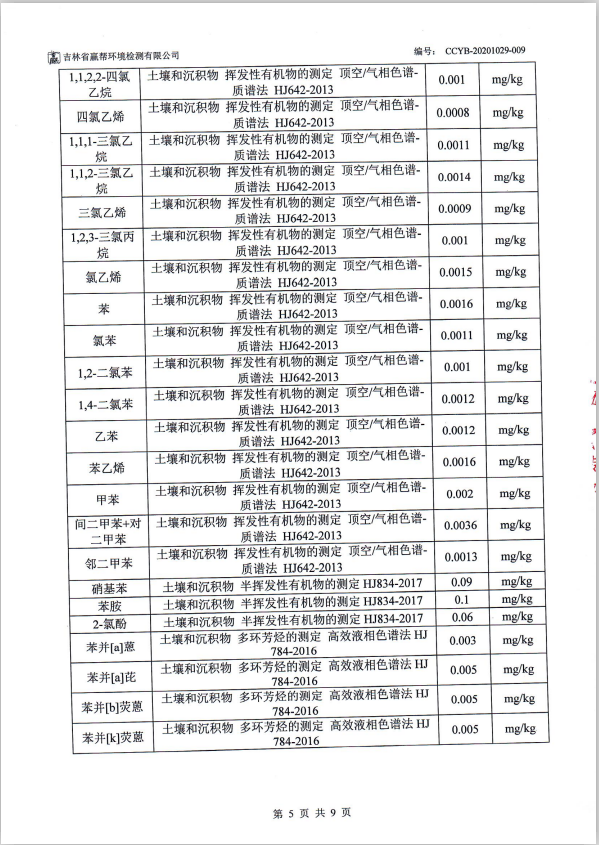 吉林省赢帮环境检测有限公司 编号: CCYB-20201029-009
1,1,2,2-四氯乙烷 土壤和沉积物 挥发性有机物的测定 顶空/气相色谱-质谱法 HJ642-2013 0.001 mg/kg
四氯乙烯 土壤和沉积物 挥发性有机物的测定 顶空/气相色谱-质谱法 HJ642-2013 0.0008 mg/kg
1,1,1-三氯乙烷 土壤和沉积物 挥发性有机物的测定 顶空/气相色谱-质谱法 HJ642-2013 0.0011 mg/kg
1,1,2-三氯乙烷 土壤和沉积物 挥发性有机物的测定 顶空/气相色谱-质谱法 HJ642-2013 0.0014 mg/kg
三氯乙烯 土壤和沉积物 挥发性有机物的测定 顶空/气相色谱-质谱法 HJ642-2013 0.0009 mg/kg
1,2,3-三氯丙烷 土壤和沉积物 挥发性有机物的测定 顶空/气相色谱-质谱法 HJ642-2013 0.001 mg/kg
氯乙烯 土壤和沉积物 挥发性有机物的测定 顶空/气相色谱-质谱法 HJ642-2013 0.0015 mg/kg
苯 土壤和沉积物 挥发性有机物的测定 顶空/气相色谱-质谱法 HJ642-2013 0.0016 mg/kg
氯苯 土壤和沉积物 挥发性有机物的测定 顶空/气相色谱-质谱法 HJ642-2013 0.0011 mg/kg
1,2-二氯苯 土壤和沉积物 挥发性有机物的测定 顶空/气相色谱-质谱法 HJ642-2013 0.001 mg/kg
1,4-二氯苯 土壤和沉积物 挥发性有机物的测定 顶空/气相色谱-质谱法 HJ642-2013 0.0012 mg/kg
乙苯 土壤和沉积物 挥发性有机物的测定 顶空/气相色谱-质谱法 HJ642-2013 0.0012 mg/kg
苯乙烯 土壤和沉积物 挥发性有机物的测定 顶空/气相色谱-质谱法 HJ642-2013 0.0016 mg/kg
甲苯 土壤和沉积物 挥发性有机物的测定 顶空/气相色谱-质谱法 HJ642-2013 0.002 mg/kg
间二甲苯+对二甲苯 土壤和沉积物 挥发性有机物的测定 顶空/气相色谱-质谱法 HJ642-2013 0.0036 mg/kg
邻二甲苯 土壤和沉积物 挥发性有机物的测定 顶空/气相色谱-质谱法 HJ642-2013 0.0013 mg/kg
硝基苯 土壤和沉积物 半挥发性有机物的测定 HJ834-2017 0.09 mg/kg
苯胺 土壤和沉积物 半挥发性有机物的测定 HJ834-2017 0.1 mg/kg
2-氯酚 土壤和沉积物 半挥发性有机物的测定 HJ834-2017 0.06 mg/kg
苯并[a]蒽 土壤和沉积物 多环芳烃的测定 高效液相色谱法 HJ 784-2016 0.003 mg/kg
苯并[a]芘 土壤和沉积物 多环芳烃的测定 高效液相色谱法 HJ 784-2016 0.005 mg/kg
苯并[b]荧蒽 土壤和沉积物 多环芳烃的测定 高效液相色谱法 HJ 784-2016 0.005 mg/kg
苯并[k]荧蒽 土壤和沉积物 多环芳烃的测定 高效液相色谱法 HJ 784-2016 0.005 mg/kg
第 5 页 共 9 页